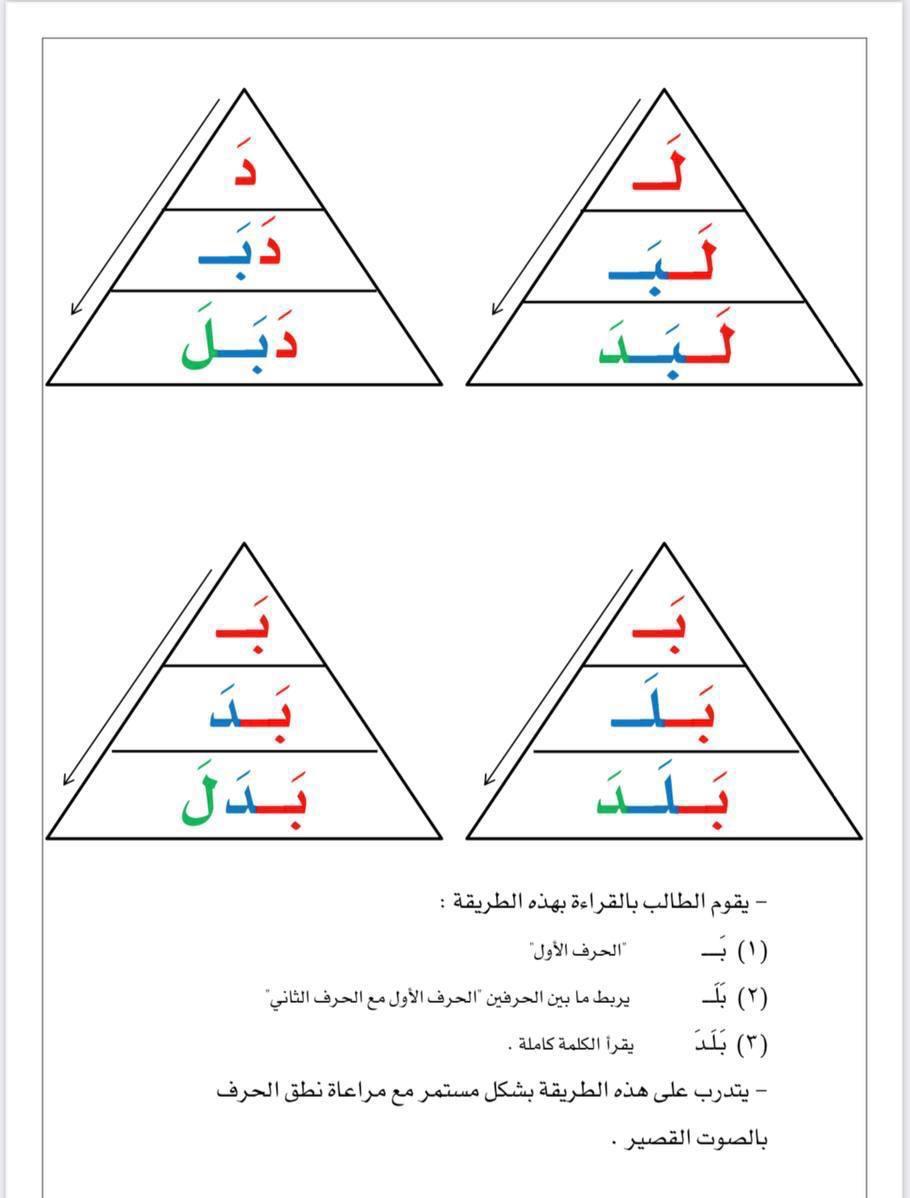 لَـ
لَـبَـ
لَـبَـدَ
دَ
دَبَـ
دَبَـلَ
بَـ
بَـلَـ
بَـلَـدَ
بَـ
بَـدَ
بَـدَلَ
– يقوم الطالب بالقراءة بهذه الطريقة :
(١) بَـ "الحرف الأول"
(٢) بَلَـ يربط ما بين الحرفين "الحرف الأول مع الحرف الثاني"
(٣) بَلَدَ يقرأ الكلمة كاملة .
– يتدرب على هذه الطريقة بشكل مستمر مع مراعاة نطق الحرف
بالصوت القصير .